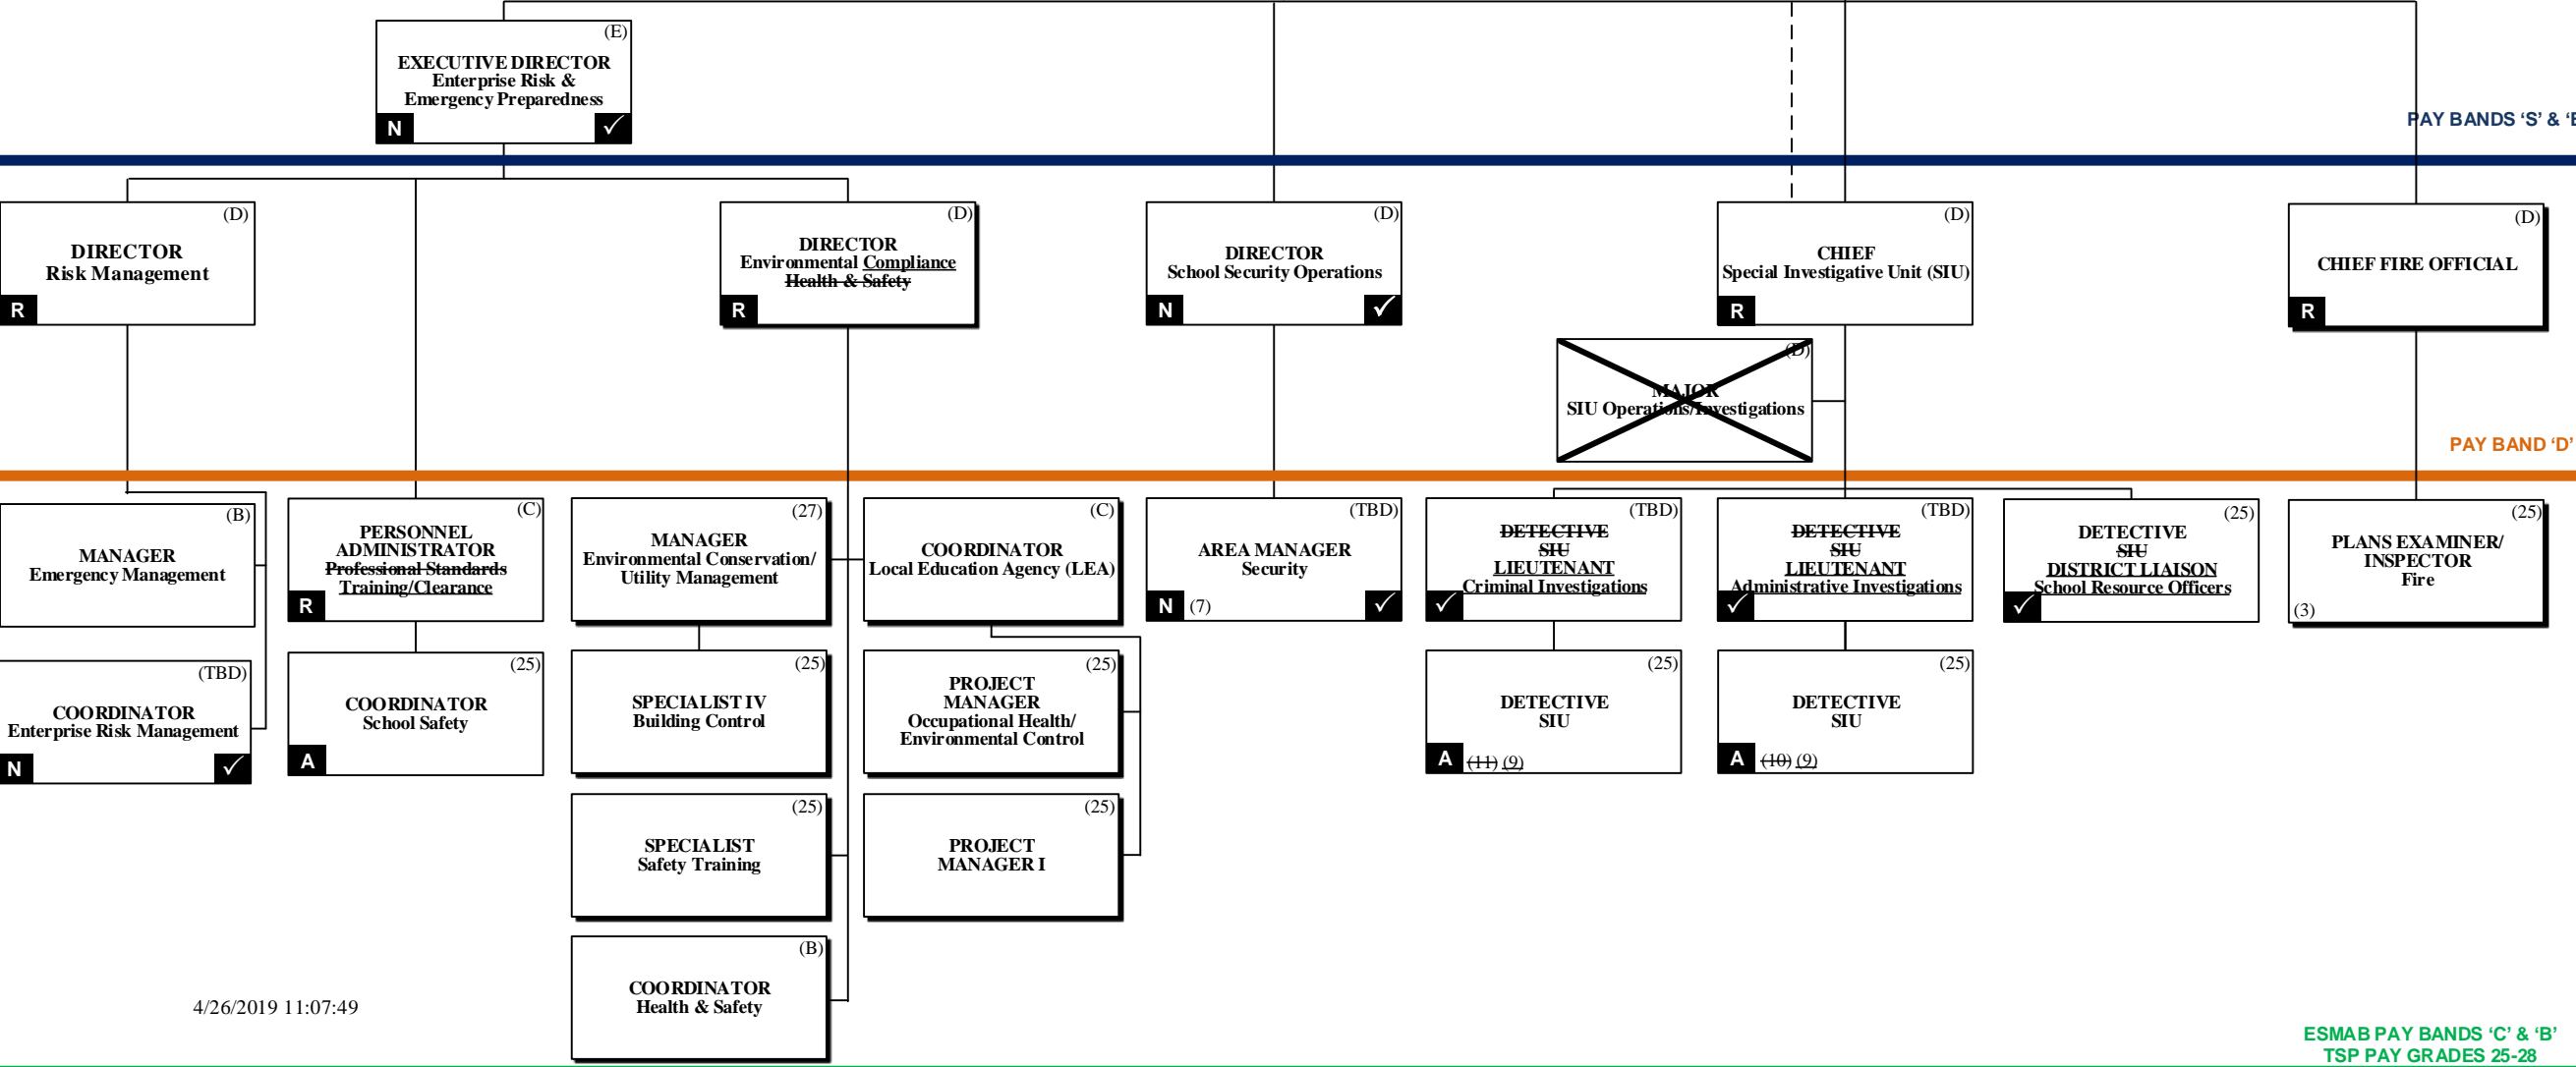 (E)
EXECUTIVE DIRECTOR
Enterprise Risk &
Emergency Preparedness
N ✓
PAY BANDS ‘S’ & ‘E
(D)
DIRECTOR
Risk Management
R
(D)
DIRECTOR
Environmental Compliance
Health & Safety
R
(D)
DIRECTOR
School Security Operations
N ✓
(D)
CHIEF
Special Investigative Unit (SIU)
R
(D)
CHIEF FIRE OFFICIAL
R
(D)
MAJOR
SIU Operations/Investigations
PAY BAND ‘D’
(B)
MANAGER
Emergency Management
(C)
PERSONNEL
ADMINISTRATOR
Professional Standards
Training/Clearance
R
(27)
MANAGER
Environmental Conservation/
Utility Management
(C)
COORDINATOR
Local Education Agency (LEA)
(TBD)
AREA MANAGER
Security
N (7) ✓
(TBD)
DETECTIVE
SIU
LIEUTENANT
Criminal Investigations
✓
(TBD)
DETECTIVE
SIU
LIEUTENANT
Administrative Investigations
✓
(25)
DETECTIVE
SIU
DISTRICT LIAISON
School Resource Officers
✓
(25)
PLANS EXAMINER/
INSPECTOR
Fire
(3)
(TBD)
COORDINATOR
Enterprise Risk Management
N ✓
(25)
COORDINATOR
School Safety
A
(25)
SPECIALIST IV
Building Control
(25)
PROJECT
MANAGER
Occupational Health/
Environmental Control
(25)
DETECTIVE
SIU
A (11) (9)
(25)
DETECTIVE
SIU
A (10) (9)
(25)
SPECIALIST
Safety Training
(25)
PROJECT
MANAGER I
(B)
COORDINATOR
Health & Safety
4/26/2019 11:07:49
ESMAB PAY BANDS ‘C’ & ‘B’
TSP PAY GRADES 25-28